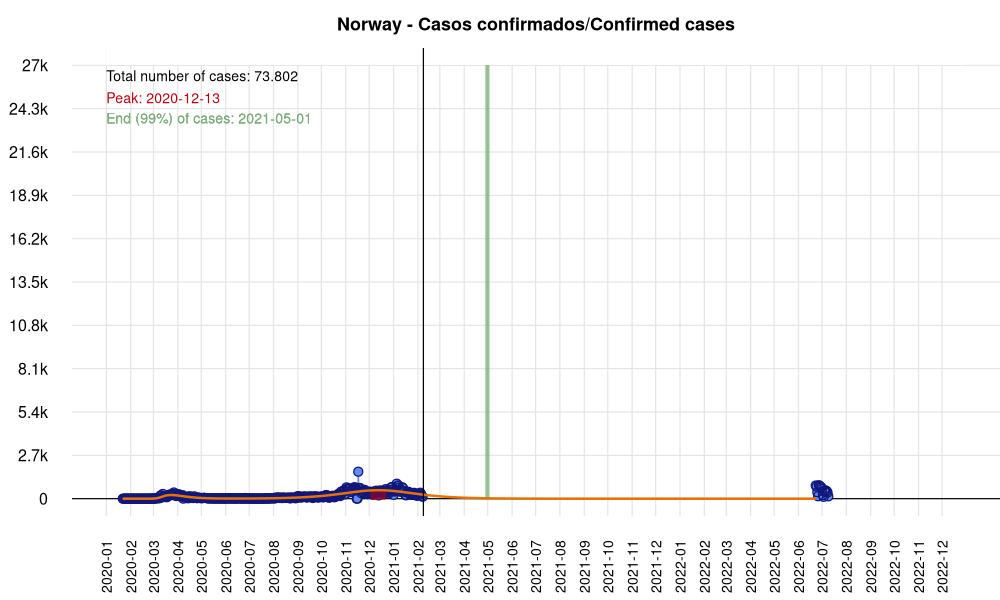 Norway - Casos confirmados/Confirmed cases
Total number of cases: 73.802
Peak: 2020-12-13
End (99%) of cases: 2021-05-01
27k
24.3k
21.6k
18.9k
16.2k
13.5k
10.8k
8.1k
5.4k
2.7k
0
2020-01
2020-02
2020-03
2020-04
2020-05
2020-06
2020-07
2020-08
2020-09
2020-10
2020-11
2020-12
2021-01
2021-02
2021-03
2021-04
2021-05
2021-06
2021-07
2021-08
2021-09
2021-10
2021-11
2021-12
2022-01
2022-02
2022-04
2022-05
2022-06
2022-07
2022-08
2022-09
2022-10
2022-11
2022-12